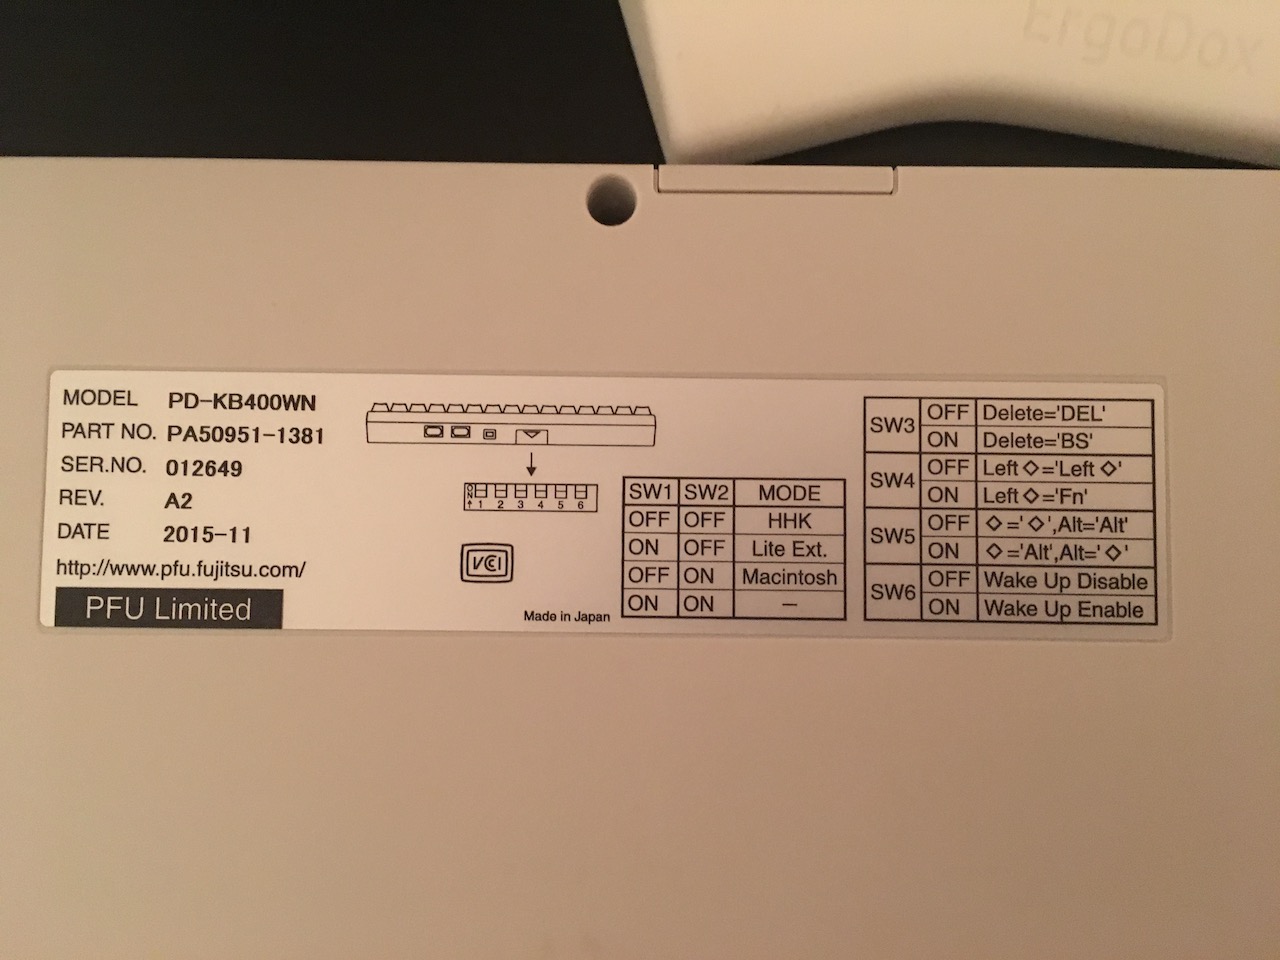 ErgoDox
MODEL PD-KB400WN
PART NO. PA50951-1381
SER.NO. 012649
REV. A2
DATE 2015-11
http://www.pfu.fujitsu.com/
PFU Limited
ON
1 2 3 4 5 6
VCI
Made in Japan
SW1 SW2 MODE
OFF OFF HHK
ON OFF Lite Ext.
OFF ON Macintosh
ON ON —
SW3 OFF Delete='DEL'
ON Delete='BS'
SW4 OFF Left◇='Left◇'
ON Left◇='Fn'
SW5 OFF ◇='◇',Alt='Alt'
ON ◇='Alt',Alt='◇'
SW6 OFF Wake Up Disable
ON Wake Up Enable